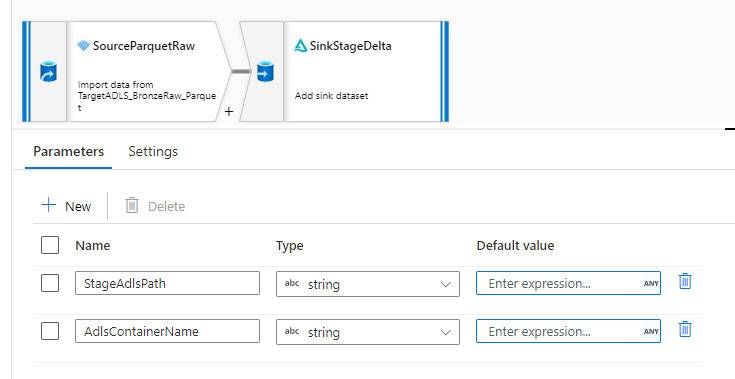 SourceParquetRaw
Import data from
TargetADLS_BronzeRaw_Parque
t
+
SinkStageDelta
Add sink dataset
Parameters Settings
+ New Delete
Name Type Default value
StageAdlsPath abc string Enter expression... ANY
AdlsContainerName abc string Enter expression... ANY